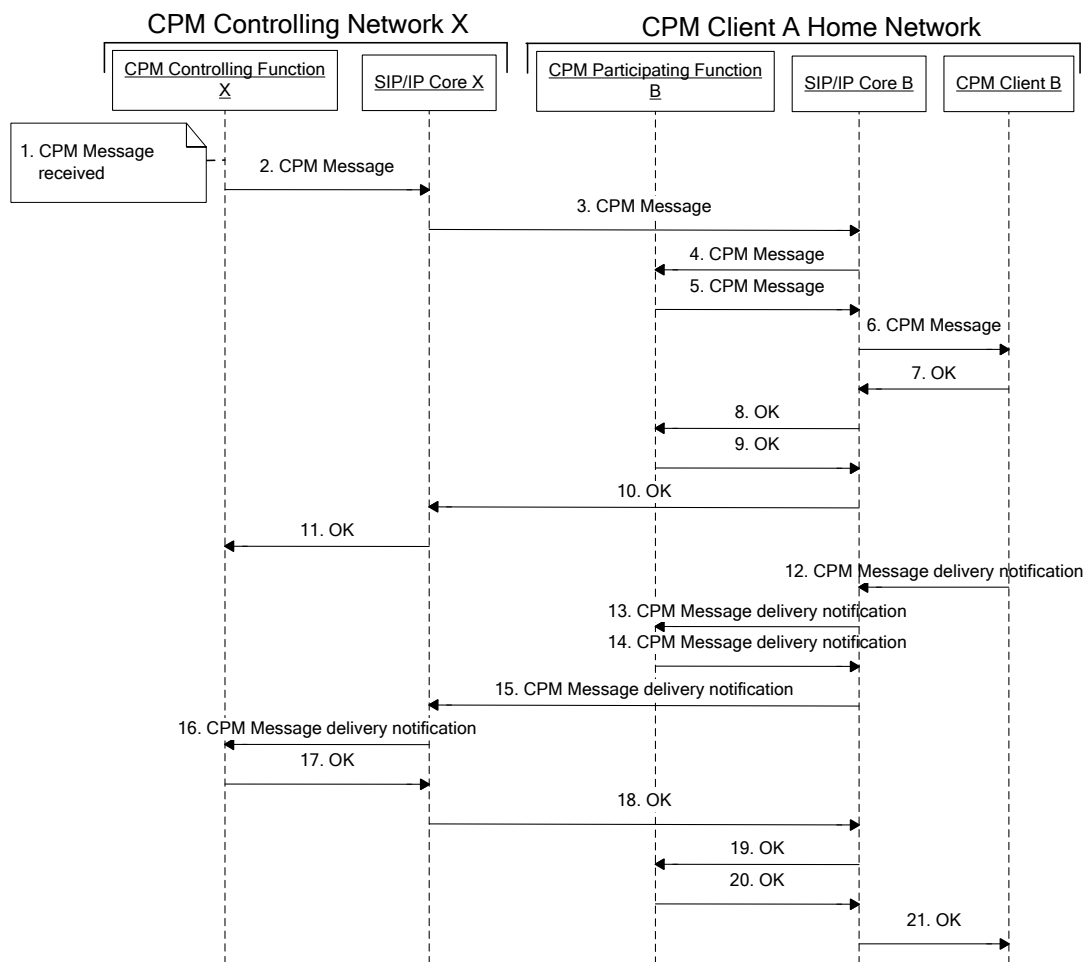 CPM Controlling Network X
CPM Client A Home Network
CPM Controlling Function
X
SIP/IP Core X
CPM Participating Function
B
SIP/IP Core B
CPM Client B
1. CPM Message
received
2. CPM Message
3. CPM Message
4. CPM Message
5. CPM Message
6. CPM Message
7. OK
8. OK
9. OK
10. OK
11. OK
12. CPM Message delivery notification
13. CPM Message delivery notification
14. CPM Message delivery notification
15. CPM Message delivery notification
16. CPM Message delivery notification
17. OK
18. OK
19. OK
20. OK
21. OK